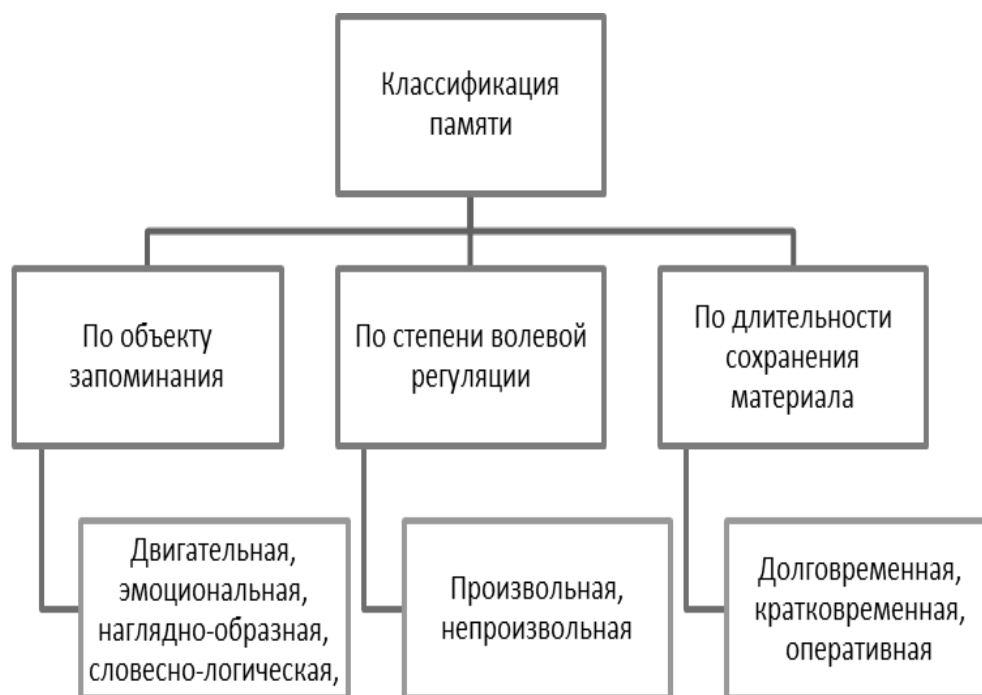 Классификация
памяти
По объекту
запоминания
По степени волевой
регуляции
По длительности
сохранения
материала
Двигательная,
эмоциональная,
наглядно-образная,
словесно-логическая,
Произвольная,
непроизвольная
Долговременная,
кратковременная,
оперативная